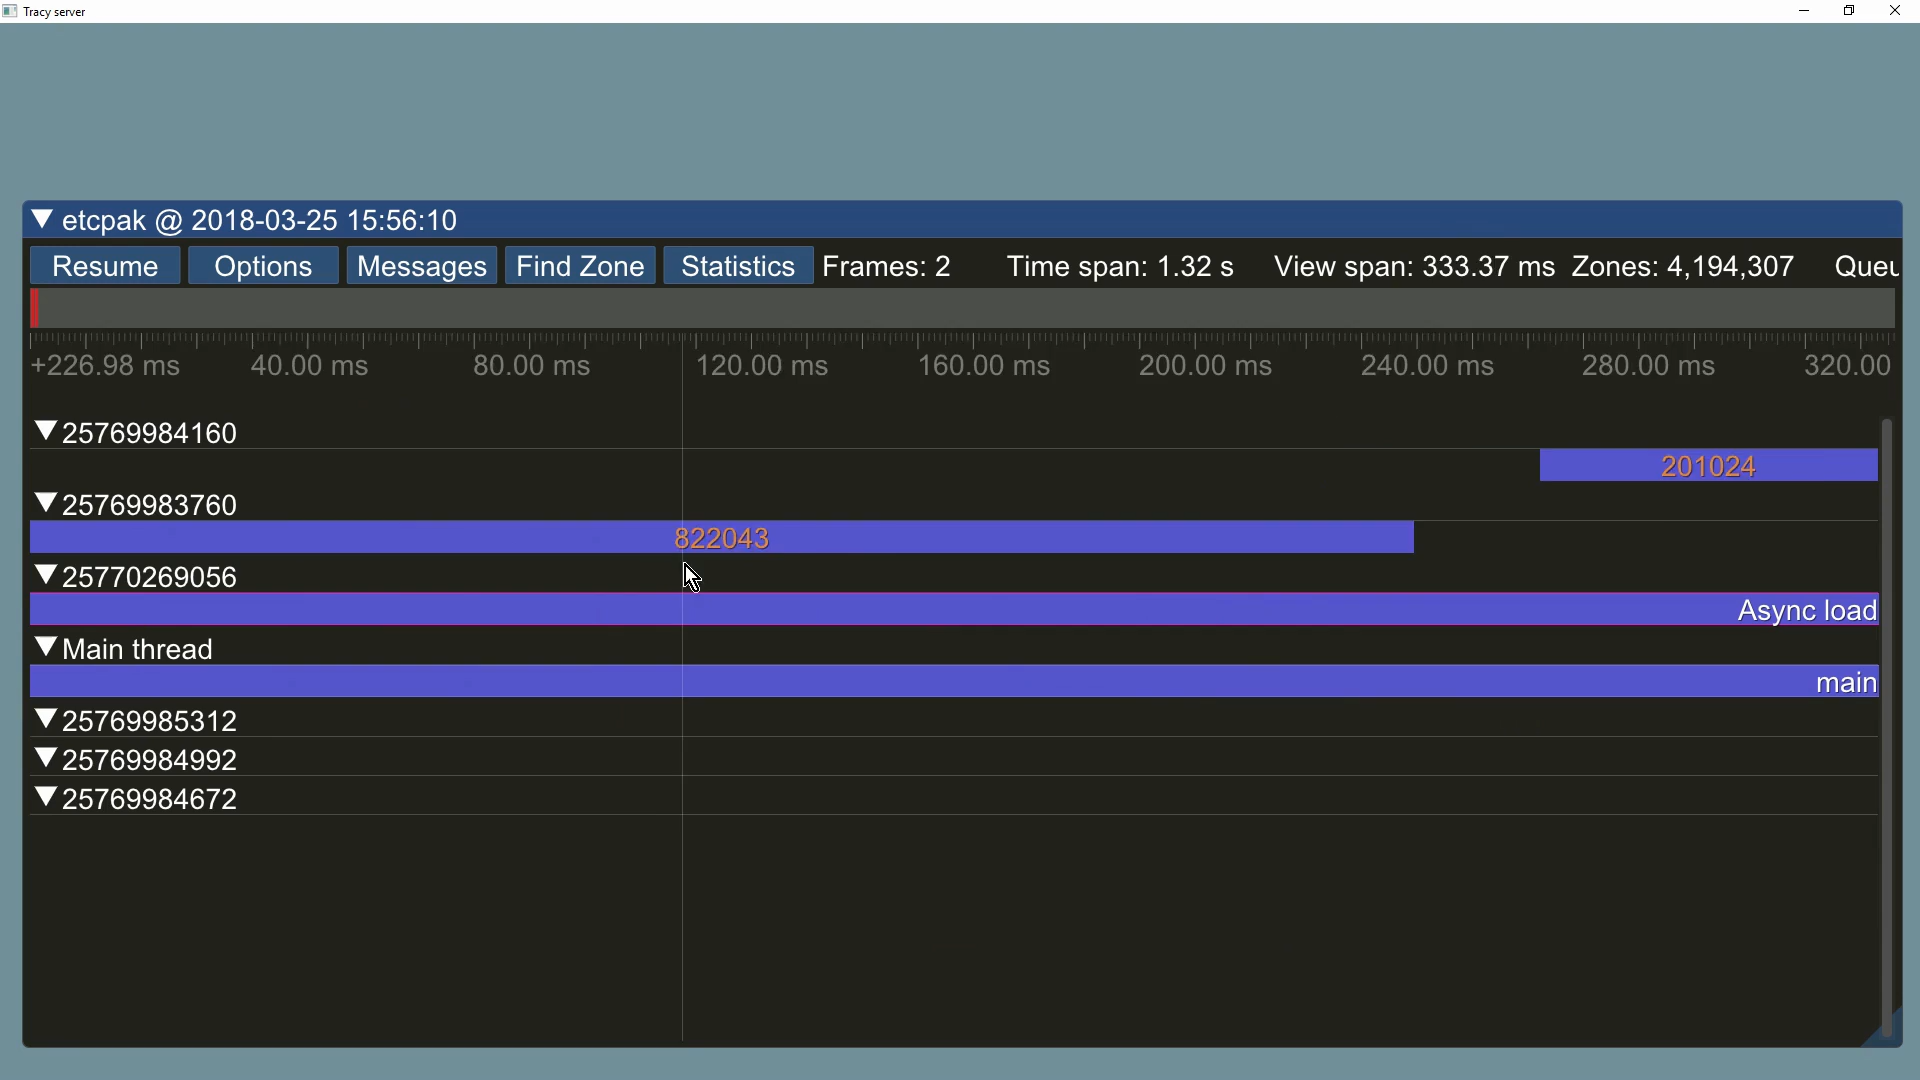 Tracy server
etcpak @ 2018-03-25 15:56:10
Resume Options Messages Find Zone Statistics Frames: 2 Time span: 1.32 s View span: 333.37 ms Zones: 4,194,307 Queu
+226.98 ms 40.00 ms 80.00 ms 120.00 ms 160.00 ms 200.00 ms 240.00 ms 280.00 ms 320.00
25769984160
201024
25769983760
822043
25770269056
Async load
Main thread
main
25769985312
25769984992
25769984672